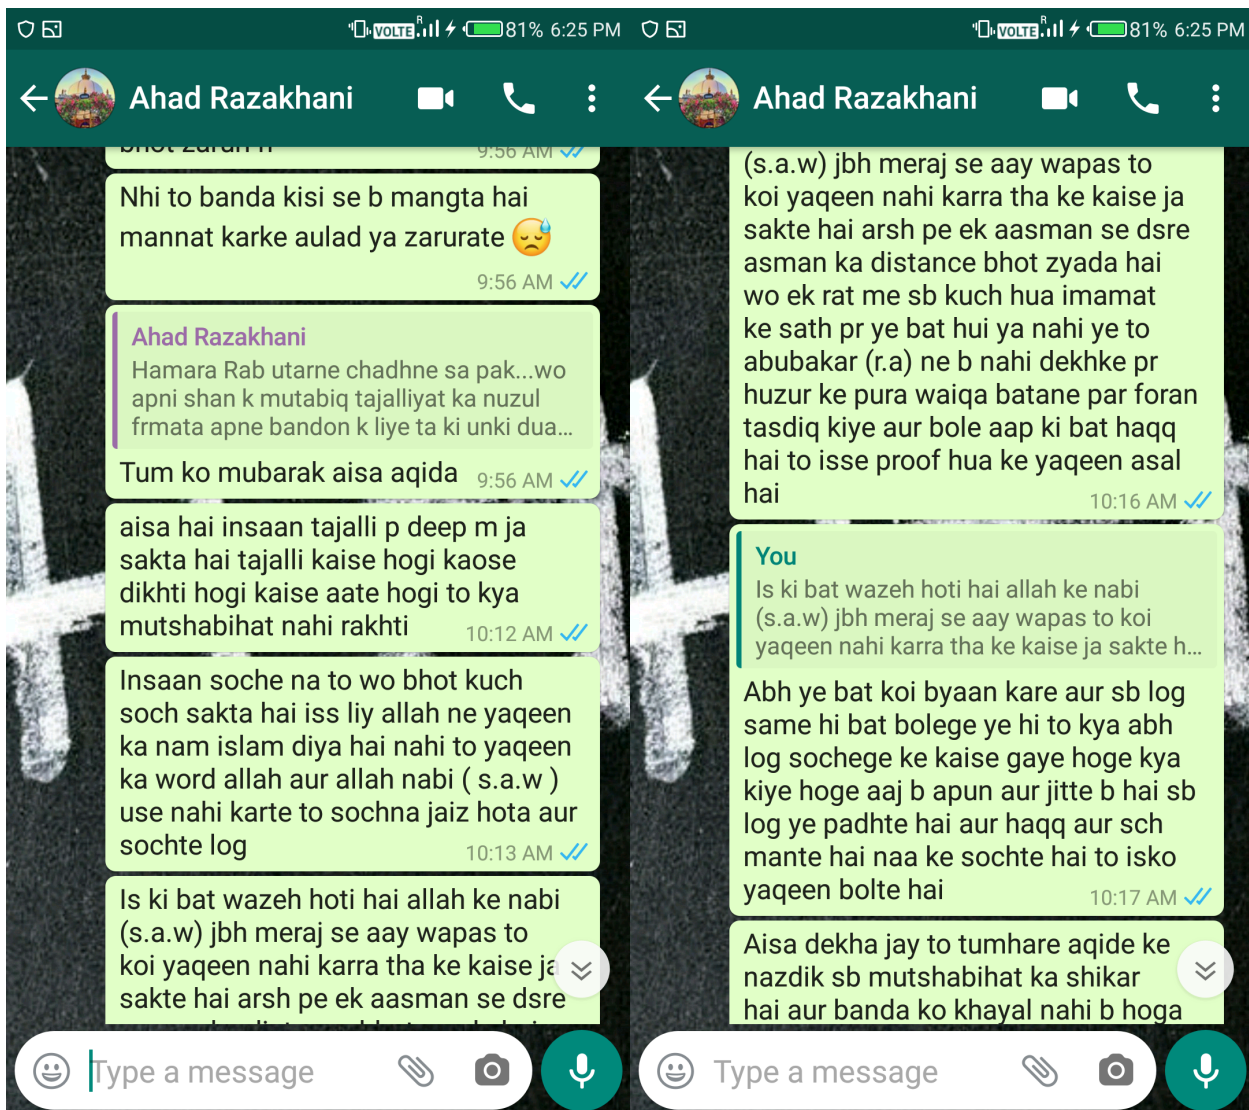 VOLTE R 81% 6:25 PM
Ahad Razakhani
9:56 AM
Nhi to banda kisi se b mangta hai
mannat karke aulad ya zarurate 😓
9:56 AM
Ahad Razakhani
Hamara Rab utarne chadhne sa pak...wo
apni shan k mutabiq tajalliyat ka nuzul
frmata apne bandon k liye ta ki unki dua...
Tum ko mubarak aisa aqida 9:56 AM
aisa hai insaan tajalli p deep m ja
sakta hai tajalli kaise hogi kaose
dikhti hogi kaise aate hogi to kya
mutshabihat nahi rakhti 10:12 AM
Insaan soche na to wo bhot kuch
soch sakta hai iss liy allah ne yaqeen
ka nam islam diya hai nahi to yaqeen
ka word allah aur allah nabi ( s.a.w )
use nahi karte to sochna jaiz hota aur
sochte log 10:13 AM
Is ki bat wazeh hoti hai allah ke nabi
(s.a.w) jbh meraj se aay wapas to
koi yaqeen nahi karra tha ke kaise ja
sakte hai arsh pe ek aasman se dsre
Type a message
VOLTE R 81% 6:25 PM
Ahad Razakhani
(s.a.w) jbh meraj se aay wapas to
koi yaqeen nahi karra tha ke kaise ja
sakte hai arsh pe ek aasman se dsre
asman ka distance bhot zyada hai
wo ek rat me sb kuch hua imamat
ke sath pr ye bat hui ya nahi ye to
abubakar (r.a) ne b nahi dekhke pr
huzur ke pura waiqa batane par foran
tasdiq kiye aur bole aap ki bat haqq
hai to isse proof hua ke yaqeen asal
hai 10:16 AM
You
Is ki bat wazeh hoti hai allah ke nabi
(s.a.w) jbh meraj se aay wapas to koi
yaqeen nahi karra tha ke kaise ja sakte h...
Abh ye bat koi byaan kare aur sb log
same hi bat bolege ye hi to kya abh
log sochege ke kaise gaye hoge kya
kiye hoge aaj b apun aur jitte b hai sb
log ye padhte hai aur haqq aur sch
mante hai naa ke sochte hai to isko
yaqeen bolte hai 10:17 AM
Aisa dekha jay to tumhare aqide ke
nazdik sb mutshabihat ka shikar
hai aur banda ko khayal nahi b hoga
Type a message